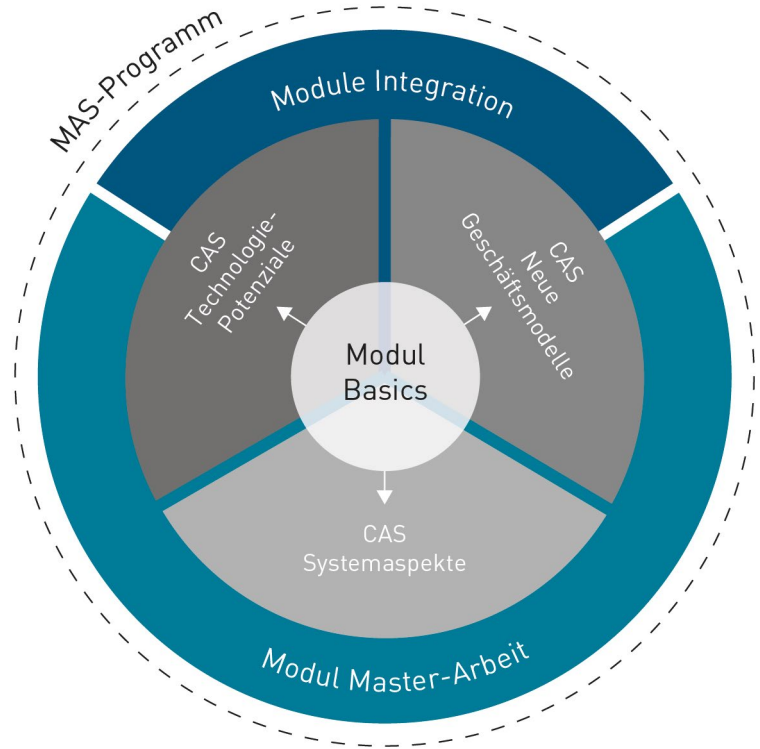 MAS-Programm
Module Integration
CAS
Technologie-
Potenziale
CAS
Neue
Geschäftsmodelle
Modul
Basics
CAS
Systemaspekte
Modul Master-Arbeit